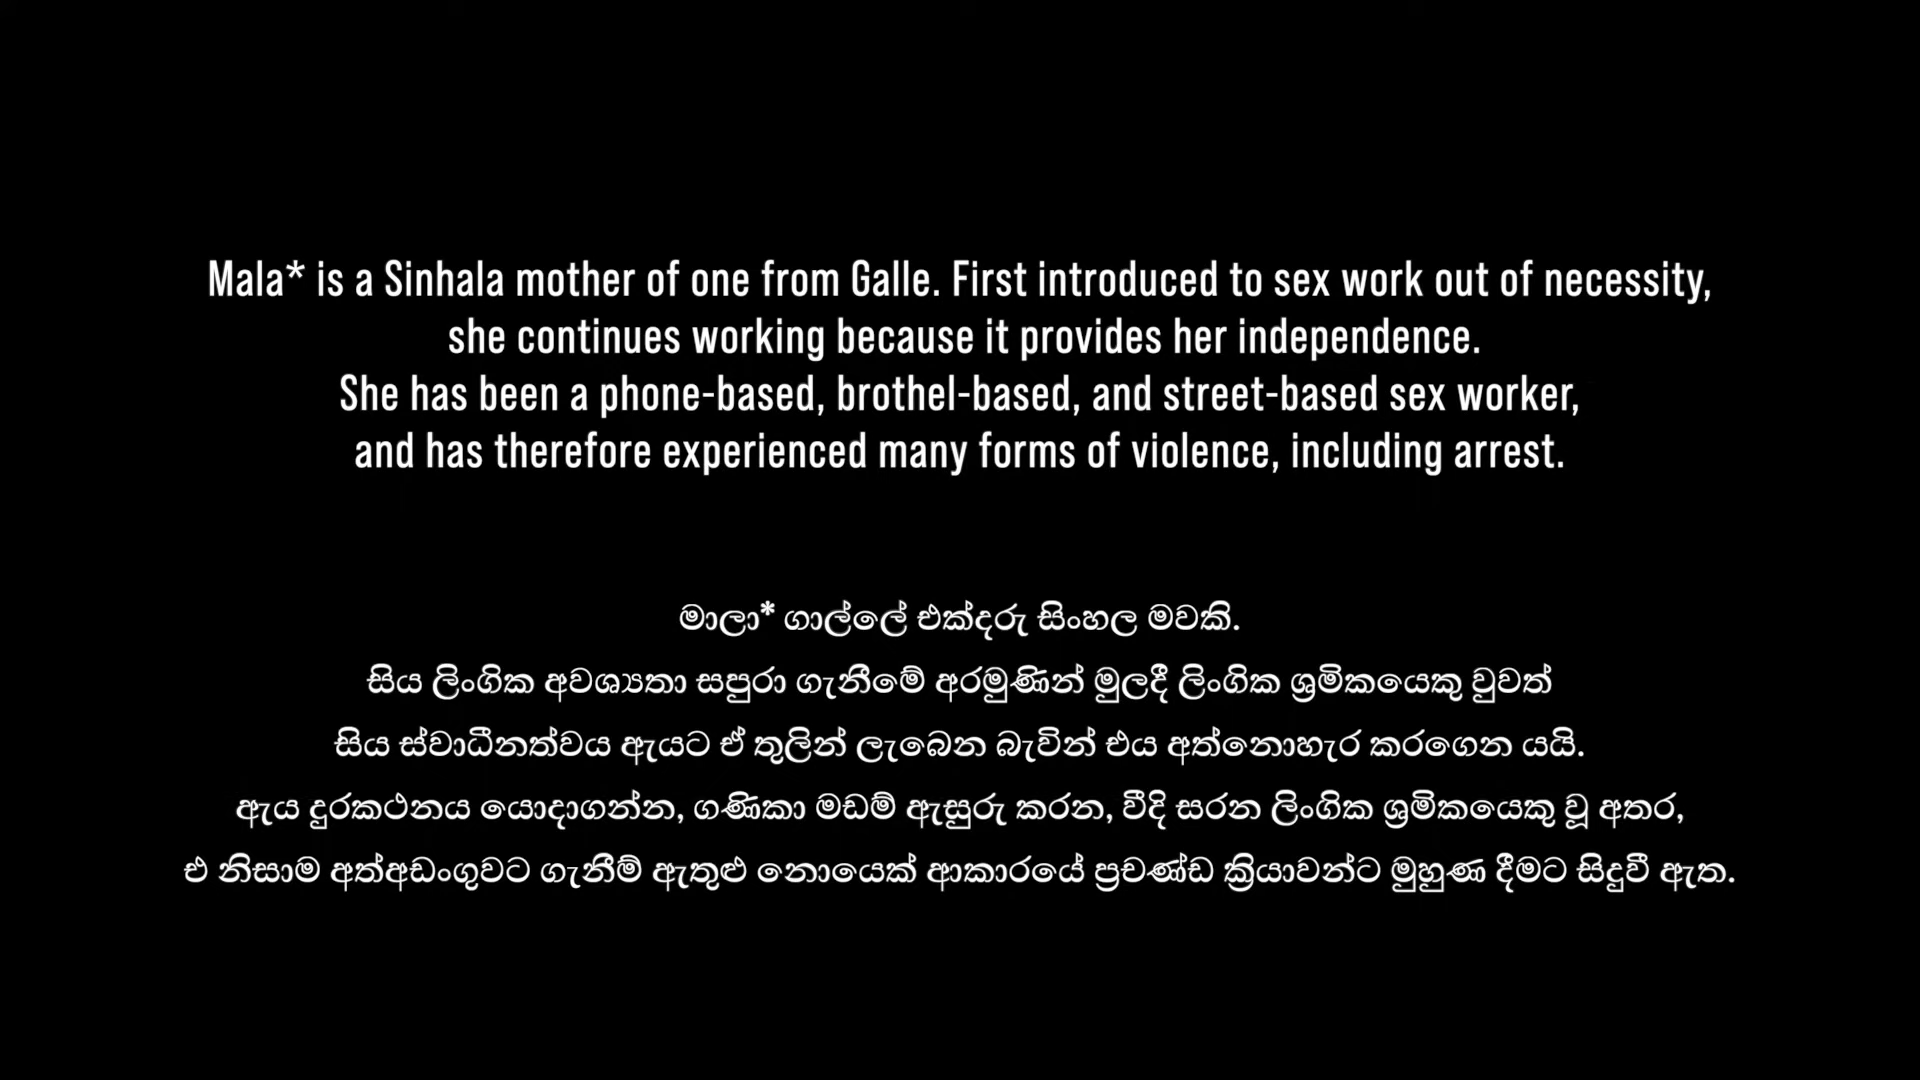 Mala* is a Sinhala mother of one from Galle. First introduced to sex work out of necessity,
she continues working because it provides her independence.
She has been a phone-based, brothel-based, and street-based sex worker,
and has therefore experienced many forms of violence, including arrest.
මාලා* ගාල්ලේ එක්දරු සිංහල මවකි.
සිය ලිංගික අවශ්‍යතා සපුරා ගැනීමේ අරමුණින් මුලදී ලිංගික ශ්‍රමිකයෙකු වුවත්
සිය ස්වාධීනත්වය ඇයට ඒ තුලින් ලැබෙන බැවින් එය අත්නොහැර කරගෙන යයි.
ඇය දුරකථනය යොදාගන්න, ගණිකා මඩම් ඇසුරු කරන, වීදි සරන ලිංගික ශ්‍රමිකයෙකු වූ අතර,
එ නිසාම අත්අඩංගුවට ගැනීම් ඇතුළු නොයෙක් ආකාරයේ ප්‍රචණ්ඩ ක්‍රියාවන්ට මුහුණ දීමට සිදුවී ඇත.